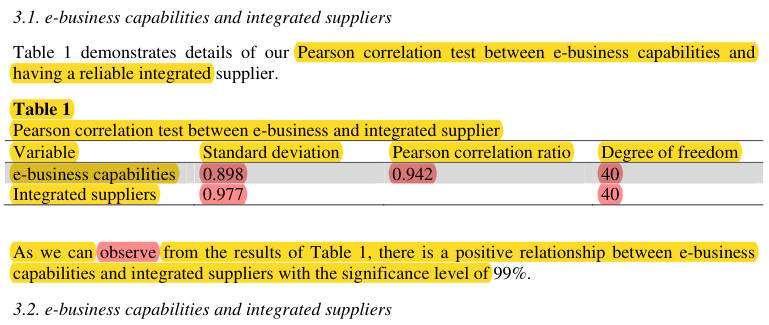 3.1. e-business capabilities and integrated suppliers
Table 1 demonstrates details of our Pearson correlation test between e-business capabilities and
having a reliable integrated supplier.
Table 1
Pearson correlation test between e-business and integrated supplier
Variable Standard deviation Pearson correlation ratio Degree of freedom
e-business capabilities 0.898 0.942 40
Integrated suppliers 0.977 40
As we can observe from the results of Table 1, there is a positive relationship between e-business
capabilities and integrated suppliers with the significance level of 99%.
3.2. e-business capabilities and integrated suppliers